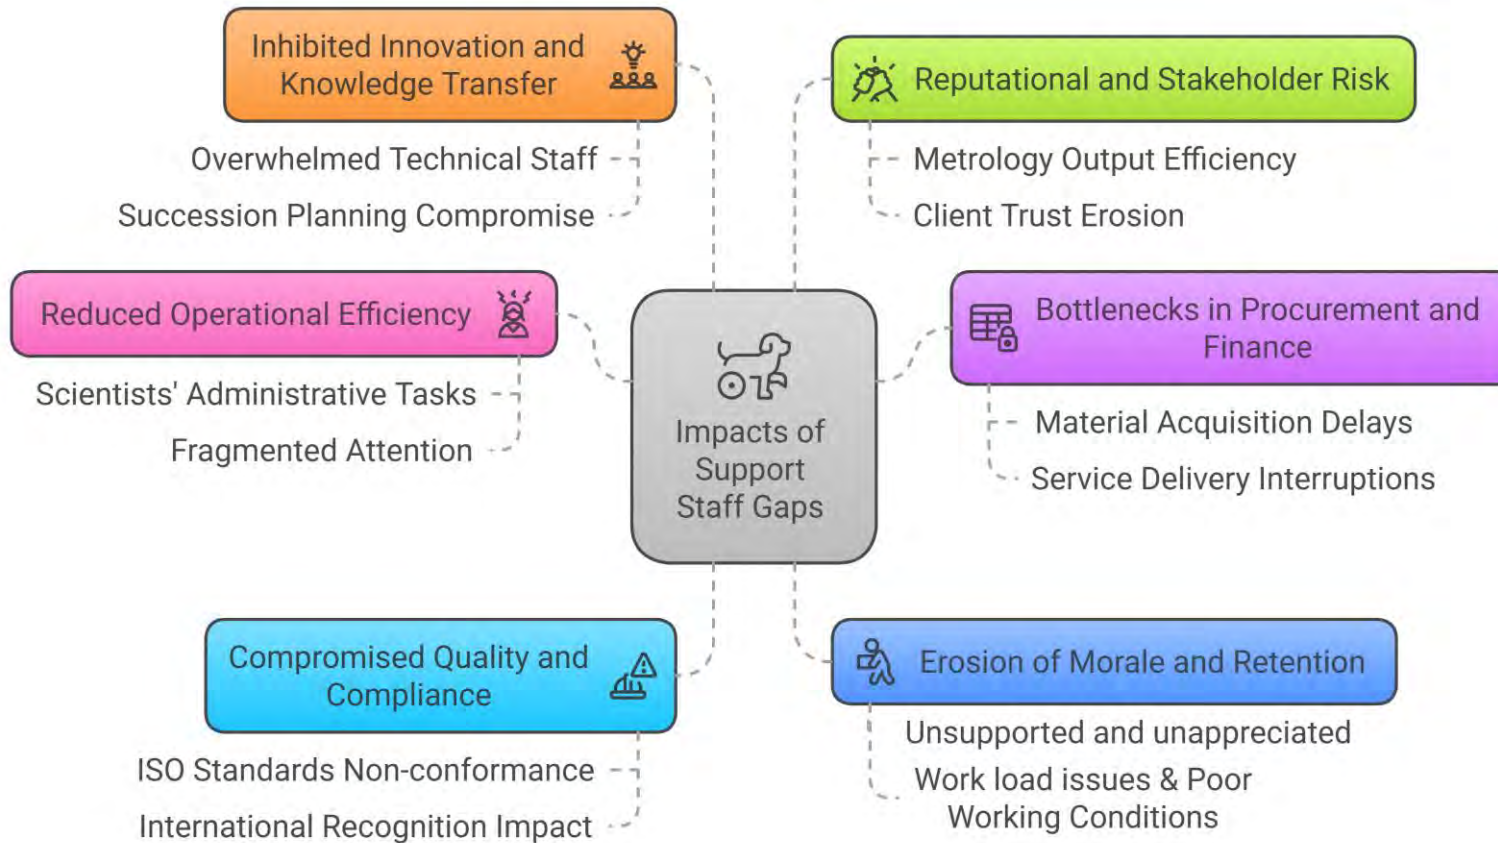 Inhibited Innovation and
Knowledge Transfer
Overwhelmed Technical Staff
Succession Planning Compromise
Reputational and Stakeholder Risk
Metrology Output Efficiency
Client Trust Erosion
Reduced Operational Efficiency
Scientists' Administrative Tasks
Fragmented Attention
Impacts of
Support
Staff Gaps
Bottlenecks in Procurement and
Finance
Material Acquisition Delays
Service Delivery Interruptions
Compromised Quality and
Compliance
ISO Standards Non-conformance
International Recognition Impact
Erosion of Morale and Retention
Unsupported and unappreciated
Work load issues & Poor
Working Conditions